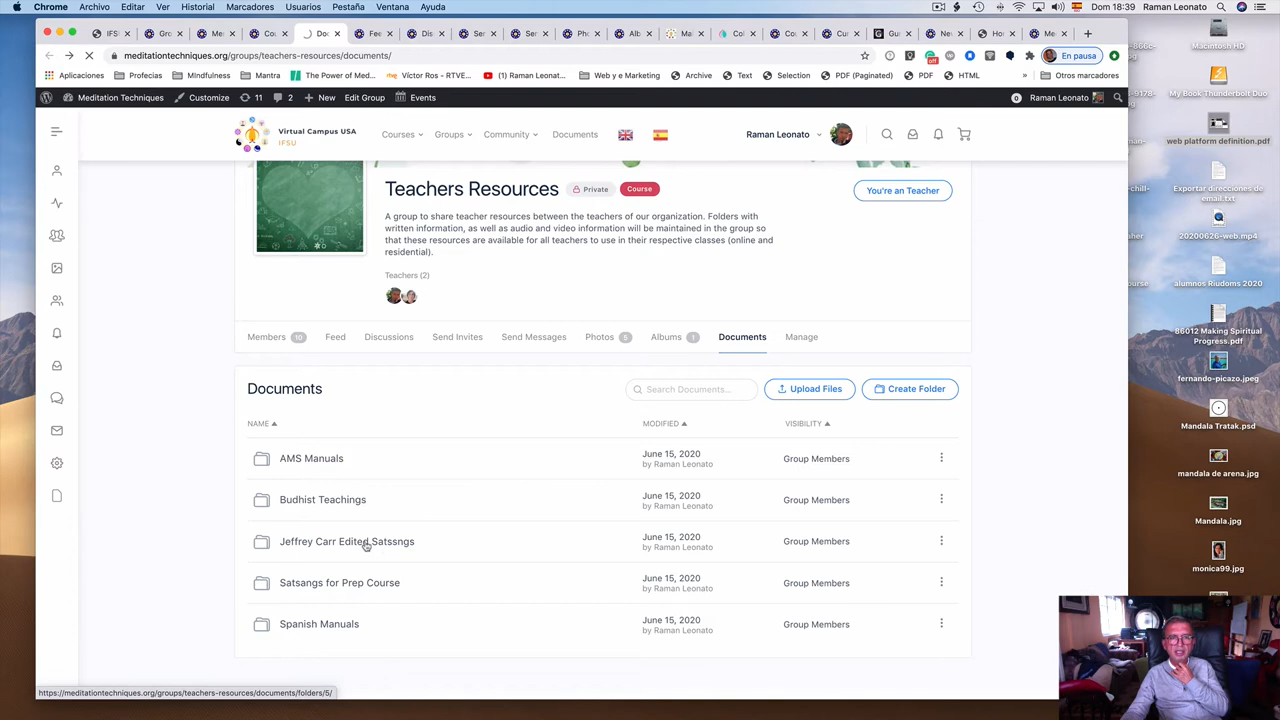 Chrome Archivo Editar Ver Historial Marcadores Usuarios Pestaña Ventana Ayuda Dom 18:39 Raman Leonato
meditationtechniques.org/groups/teachers-resources/documents/ En pausa
Aplicaciones Profecias MIndfulness Mantra The Power of Med... Víctor Ros - RTVE... (1) Raman Leonat... Web y e Marketing Archive Text Selection PDF (Paginated) PDF HTML » Otros marcadores
Meditation Techniques Customize 11 2 New Edit Group Events 0 Raman Leonato
Virtual Campus USA
IFSU
Courses Groups Community Documents Raman Leonato
Teachers Resources Private Course You're an Teacher
A group to share teacher resources between the teachers of our organization. Folders with
written information, as well as audio and video information will be maintained in the group so
that these resources are available for all teachers to use in their respective classes (online and
residential).
Teachers (2)
Members 10 Feed Discussions Send Invites Send Messages Photos 5 Albums 1 Documents Manage
Documents Search Documents... Upload Files Create Folder
NAME MODIFIED VISIBILITY
AMS Manuals June 15, 2020 Group Members
by Raman Leonato
Budhist Teachings June 15, 2020 Group Members
by Raman Leonato
Jeffrey Carr Edited Satssngs June 15, 2020 Group Members
by Raman Leonato
Satsangs for Prep Course June 15, 2020 Group Members
by Raman Leonato
Spanish Manuals June 15, 2020 Group Members
by Raman Leonato
https://meditationtechniques.org/groups/teachers-resources/documents/folders/5/
Macintosh HD
My Book Thunderbolt Duo
web platform definition.pdf
Exportar direcciones
de email.txt
20200626-web.mp4
alumnos Riudoms 2020
86012 Making Spiritual
Progress.pdf
fernando-picazo.jpeg
Mandala Tratak.psd
mandala de arena.jpg
Mandala.jpg
monica99.jpg